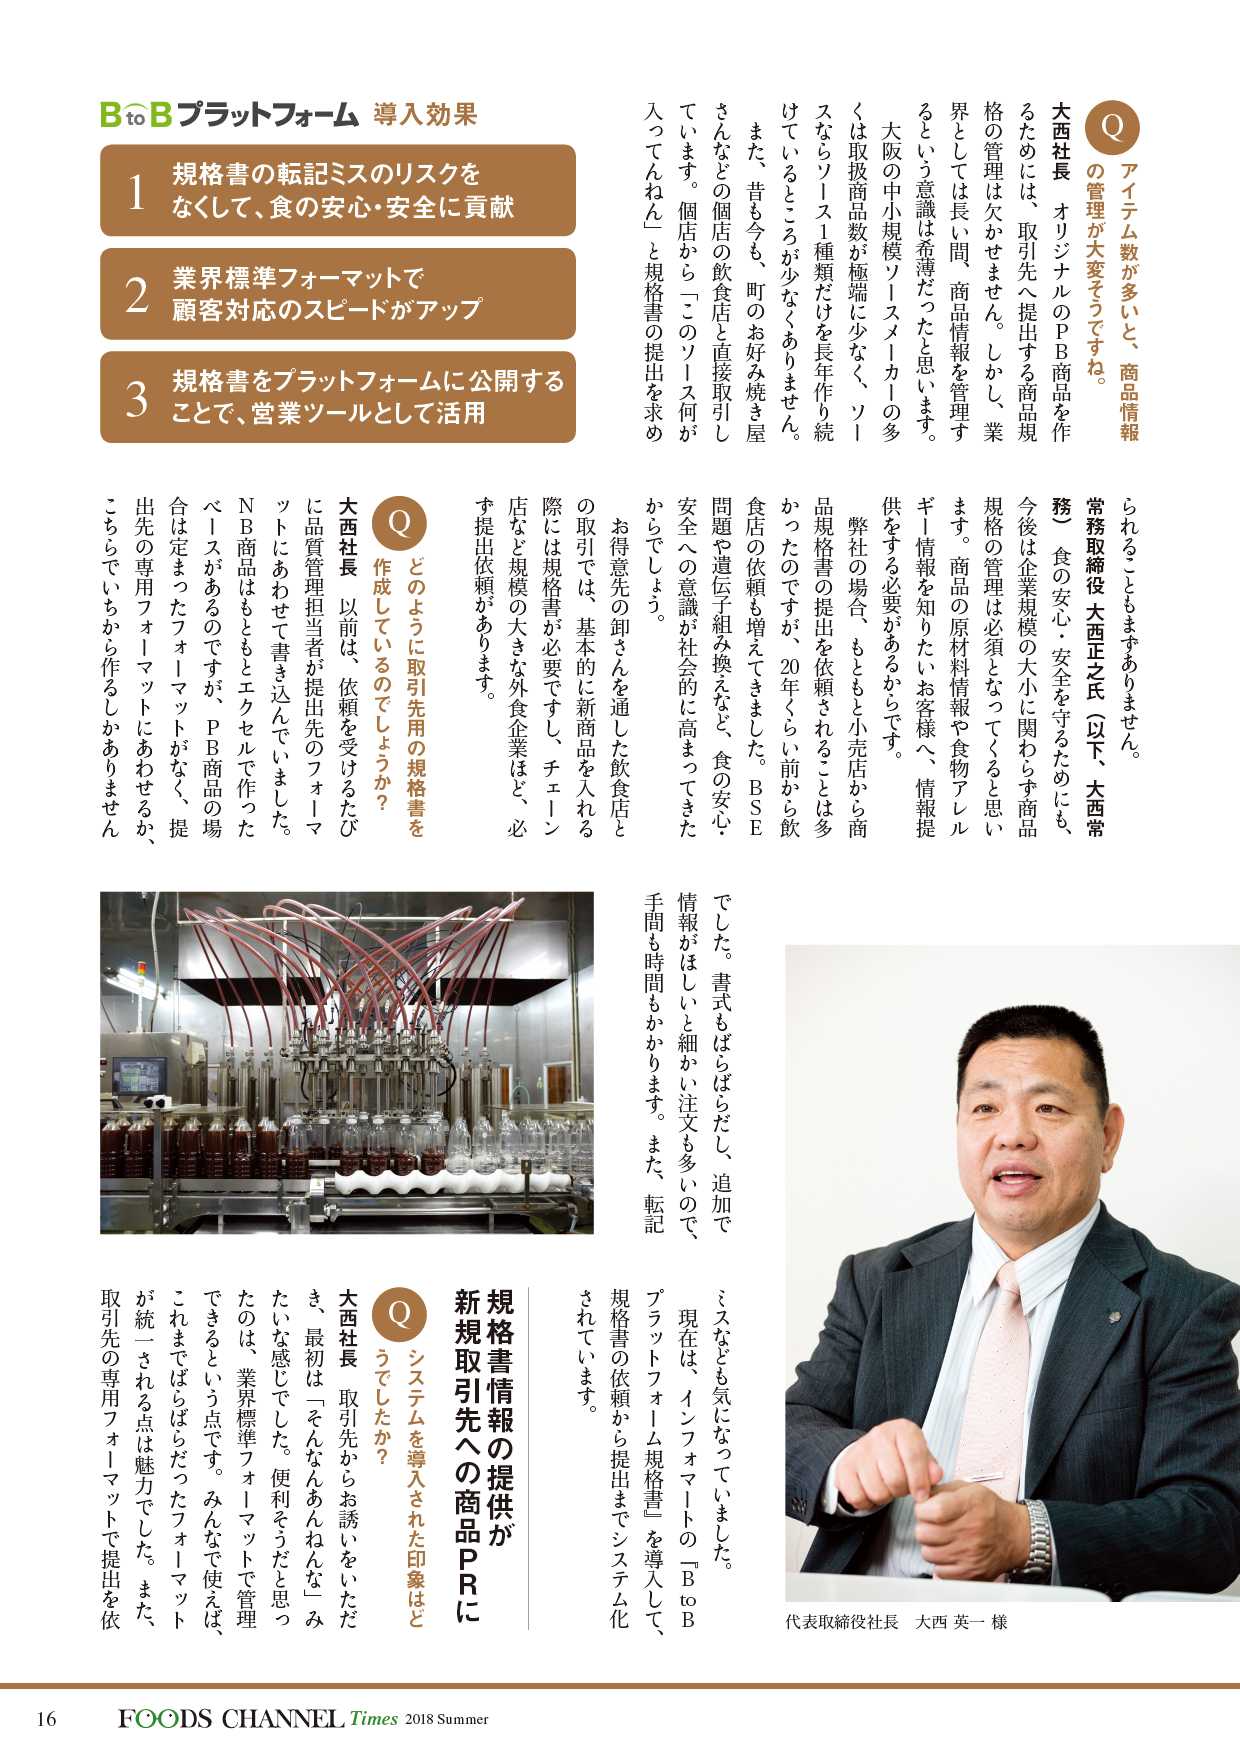 Q
アイテム数が多いと、商品情報
の管理が大変そうですね。
大西社長　オリジナルのPB商品を作
るためには、取引先へ提出する商品規
格の管理は欠かせません。しかし、業
界としては長い間、商品情報を管理す
るという意識は希薄だったと思います。
　大阪の中小規模ソースメーカーの多
くは取扱商品数が極端に少なく、ソー
スならソース1種類だけを長年作り続
けているところが少なくありません。
　また、昔も今も、町のお好み焼き屋
さんなどの個店の飲食店と直接取引し
ています。個店から「このソース何が
入ってんねん」と規格書の提出を求め
BtoBプラットフォーム 導入効果
1
規格書の転記ミスのリスクを
なくして、食の安心・安全に貢献
2
業界標準フォーマットで
顧客対応のスピードがアップ
3
規格書をプラットフォームに公開する
ことで、営業ツールとして活用
られることもまずありません。
常務取締役 大西正之氏（以下、大西常
務）　食の安心・安全を守るためにも、
今後は企業規模の大小に関わらず商品
規格の管理は必須となってくると思い
ます。商品の原材料情報や食物アレル
ギー情報を知りたいお客様へ、情報提
供をする必要があるからです。
　弊社の場合、もともと小売店から商
品規格書の提出を依頼されることは多
かったのですが、20年くらい前から飲
食店の依頼も増えてきました。BSE
問題や遺伝子組み換えなど、食の安心・
安全への意識が社会的に高まってきた
からでしょう。
　お得意先の卸さんを通した飲食店と
の取引では、基本的に新商品を入れる
際には規格書が必要ですし、チェーン
店など規模の大きな外食企業ほど、必
ず提出依頼があります。
Q
どのように取引先用の規格書を
作成しているのでしょうか？
大西社長　以前は、依頼を受けるたび
に品質管理担当者が提出先のフォーマ
ットにあわせて書き込んでいました。
NB商品はもともとエクセルで作った
ベースがあるのですが、PB商品の場
合は定まったフォーマットがなく、提
出先の専用フォーマットにあわせるか、
こちらでいちから作るしかありません
でした。書式もばらばらだし、追加で
情報がほしいと細かい注文も多いので、
手間も時間もかかります。また、転記
ミスなども気になっていました。
　現在は、インフォマートの『BtoB
プラットフォーム規格書』を導入して、
規格書の依頼から提出までシステム化
されています。
規格書情報の提供が
新規取引先への商品PRに
Q
システムを導入された印象はど
うでしたか？
大西社長　取引先からお誘いをいただ
き、最初は「そんなんあんねんな」み
たいな感じでした。便利そうだと思っ
たのは、業界標準フォーマットで管理
できるという点です。みんなで使えば、
これまでばらばらだったフォーマット
が統一される点は魅力でした。また、
取引先の専用フォーマットで提出を依
代表取締役社長　大西 英一 様
16
FOODS CHANNEL Times 2018 Summer